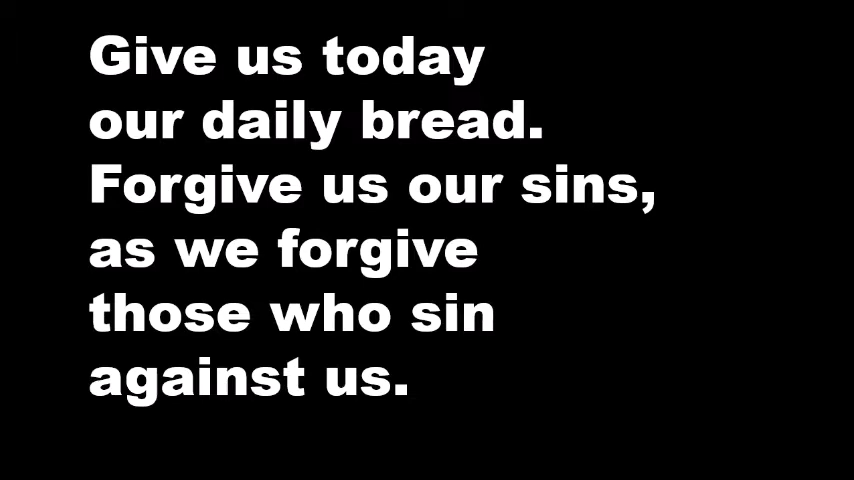 Give us today
our daily bread.
Forgive us our sins,
as we forgive
those who sin
against us.